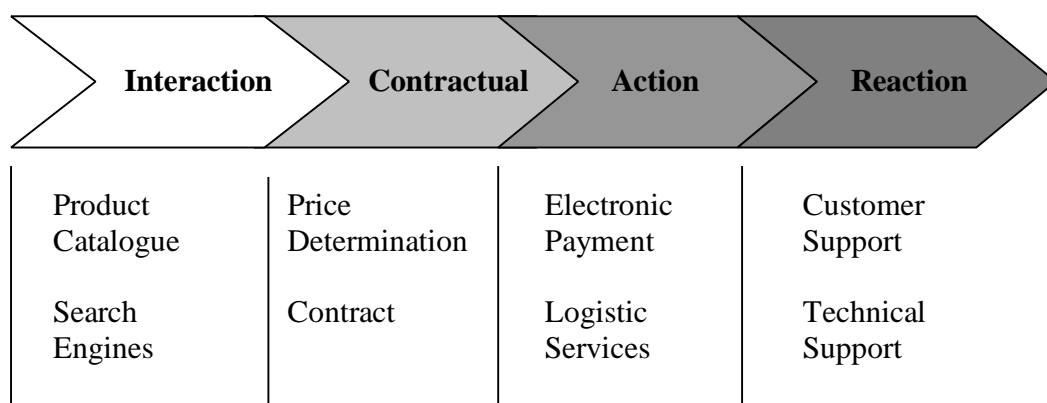 Interaction
Contractual
Action
Reaction
Product
Catalogue
Search
Engines
Price
Determination
Contract
Electronic
Payment
Logistic
Services
Customer
Support
Technical
Support